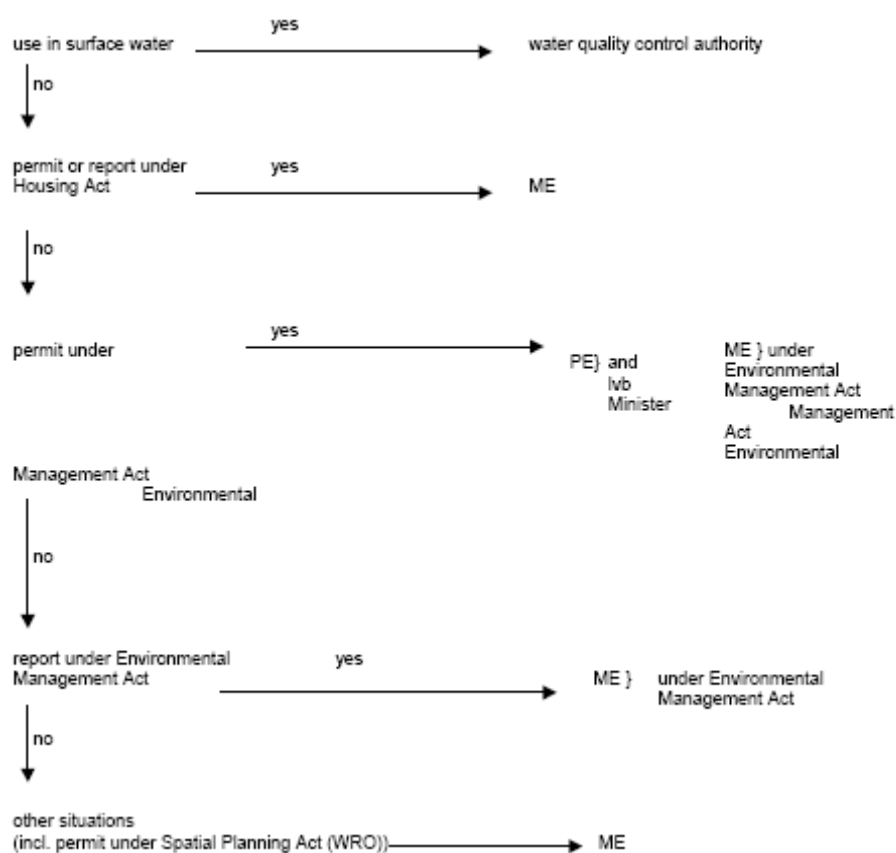 yes
use in surface water
water quality control authority
no
permit or report under
Housing Act
yes
ME
no
permit under
yes
PE} and
lvb
Minister
ME } under
Environmental
Management Act
Management
Act
Environmental
Management Act
Environmental
no
report under Environmental
Management Act
yes
ME } under Environmental
Management Act
no
other situations
(incl. permit under Spatial Planning Act (WRO))
ME